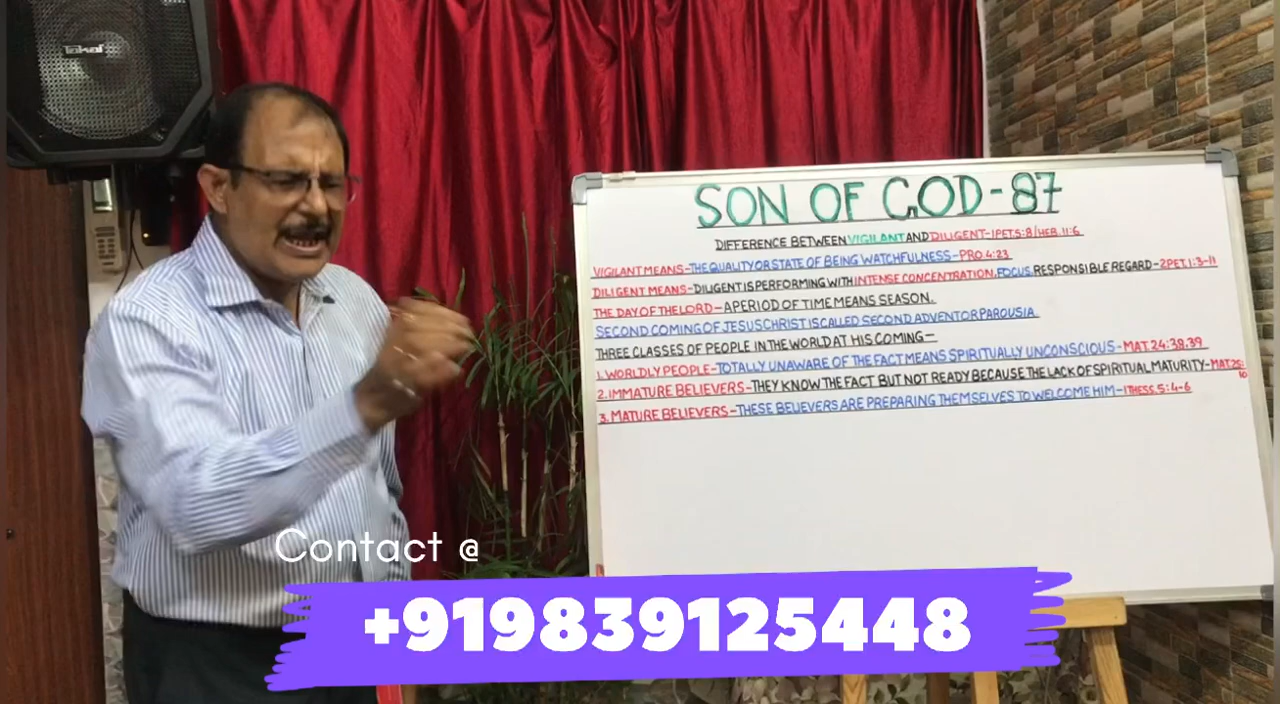 Takai
SON OF GOD-87
DIFFERENCE BETWEEN VIGILANT AND DILIGENT-1PET.5:8/HEB.11:6
VIGILANT MEANS-THE QUALITY OR STATE OF BEING WATCHFULNESS-PRO.4:23
DILIGENT MEANS-DILIGENT IS PERFORMING WITH INTENSE CONCENTRATION, FOCUS, RESPONSIBLE REGARD-2PET.1:3-11
THE DAY OF THE LORD-A PERIOD OF TIME MEANS SEASON.
SECOND COMING OF JESUS CHRIST IS CALLED SECOND ADVENT OR PAROUSIA.
THREE CLASSES OF PEOPLE IN THE WORLD AT HIS COMING-
1. WORLDLY PEOPLE-TOTALLY UNAWARE OF THE FACT MEANS SPIRITUALLY UNCONSCIOUS-MAT.24:38,39
2. IMMATURE BELIEVERS-THEY KNOW THE FACT BUT NOT READY BECAUSE THE LACK OF SPIRITUAL MATURITY-MAT.25:
10
3. MATURE BELIEVERS-THESE BELIEVERS ARE PREPARING THEMSELVES TO WELCOME HIM-1THESS.5:4-6
Contact @
+919839125448